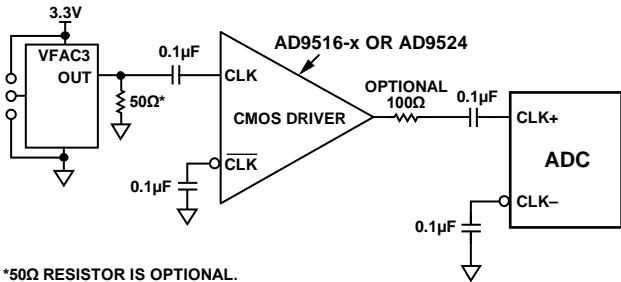 3.3V
VFAC3
OUT
50Ω*
0.1µF
AD9516-x OR AD9524
CLK
CMOS DRIVER
CLK
0.1µF
OPTIONAL
100Ω
0.1µF
CLK+
ADC
CLK–
0.1µF
*50Ω RESISTOR IS OPTIONAL.